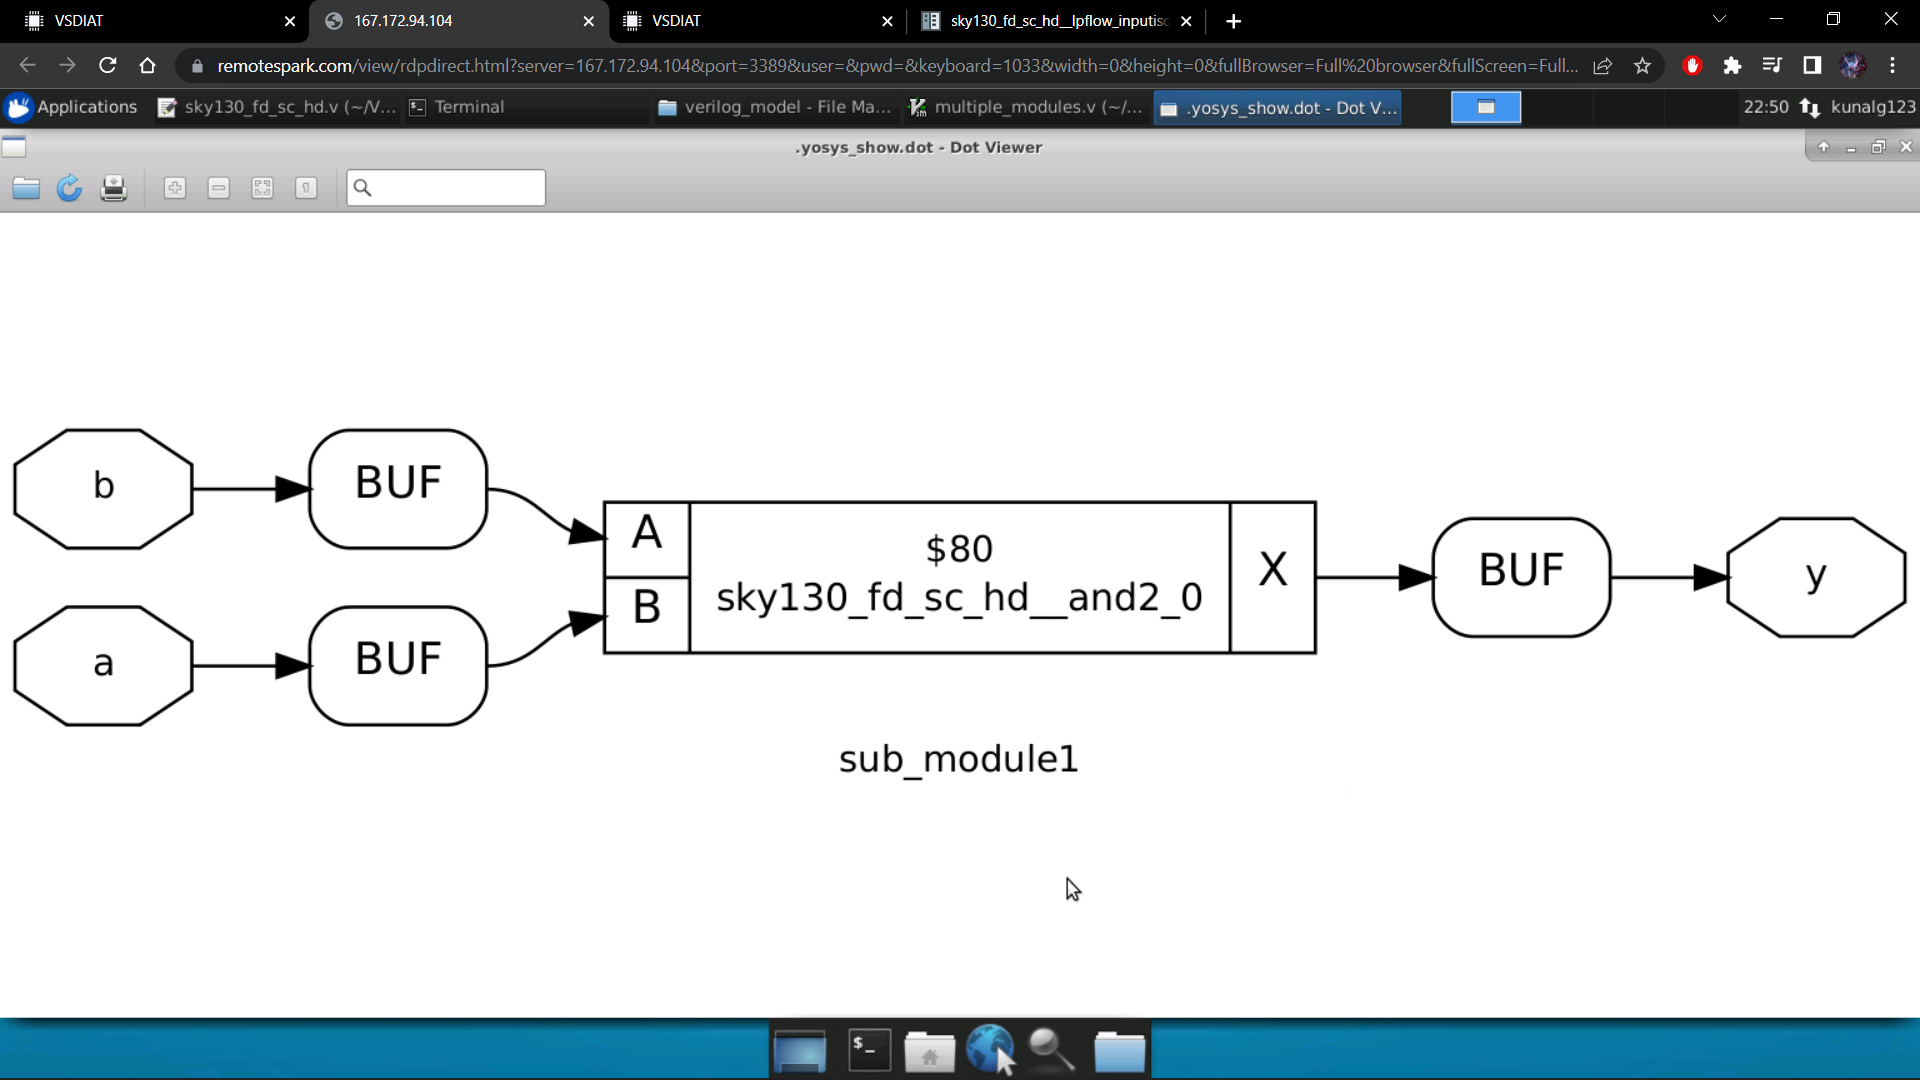 VSDIAT
167.172.94.104
VSDIAT
sky130_fd_sc_hd__lpflow_inputiso
remotespark.com/view/rdpdirect.html?server=167.172.94.104&port=3389&user=&pwd=&keyboard=1033&width=0&height=0&fullBrowser=Full%20browser&fullScreen=Full...
Applications
sky130_fd_sc_hd.v (~/V...
Terminal
verilog_model - File Ma...
multiple_modules.v (~/...
.yosys_show.dot - Dot V...
22:50
kunalg123
.yosys_show.dot - Dot Viewer
b
BUF
A
$80
sky130_fd_sc_hd__and2_0
X
BUF
y
B
a
BUF
sub_module1
$_